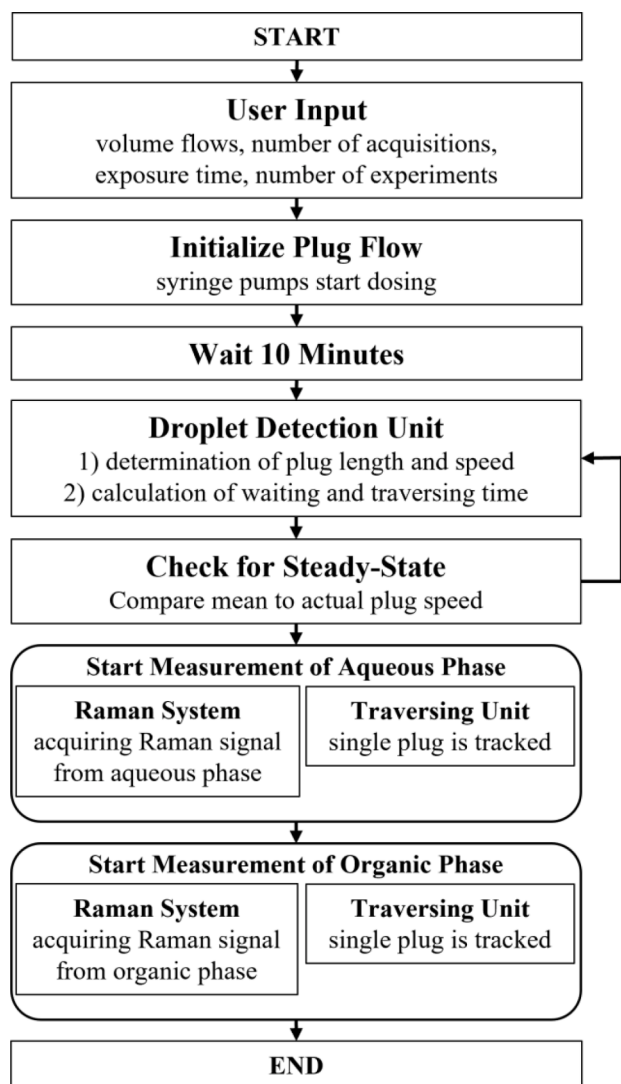 START
User Input
volume flows, number of acquisitions,
exposure time, number of experiments
Initialize Plug Flow
syringe pumps start dosing
Wait 10 Minutes
Droplet Detection Unit
1) determination of plug length and speed
2) calculation of waiting and traversing time
Check for Steady-State
Compare mean to actual plug speed
Start Measurement of Aqueous Phase
Raman System
acquiring Raman signal
from aqueous phase
Traversing Unit
single plug is tracked
Start Measurement of Organic Phase
Raman System
acquiring Raman signal
from organic phase
Traversing Unit
single plug is tracked
END